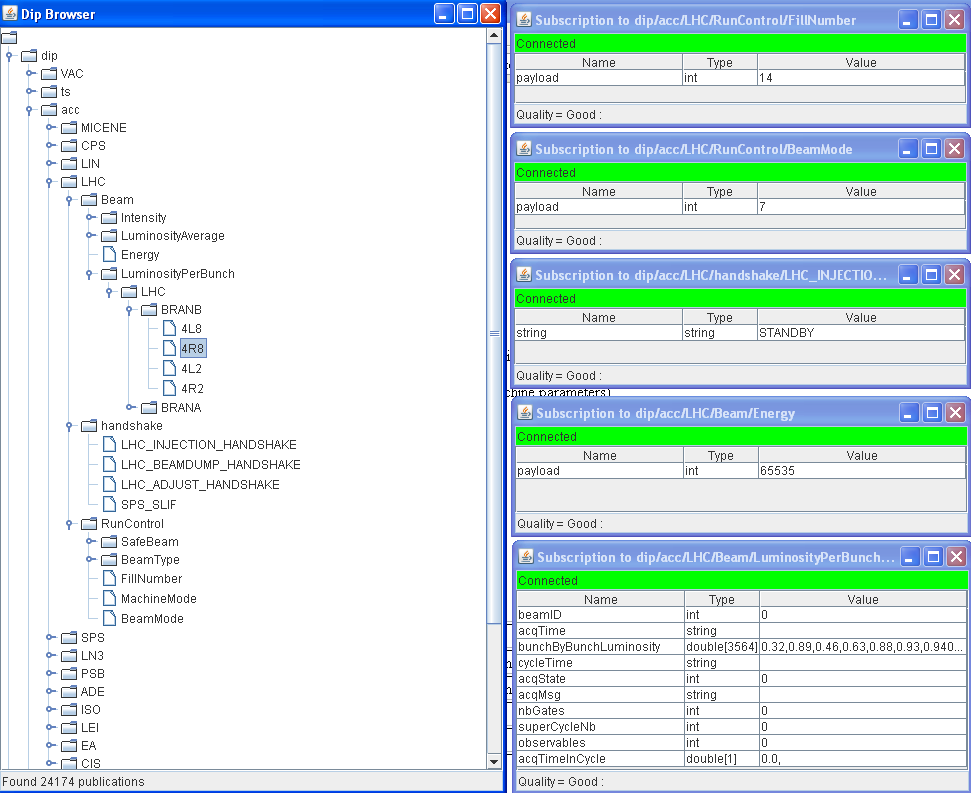 Dip Browser
dip
VAC
ts
acc
MICENE
CPS
LIN
LHC
Beam
Intensity
LuminosityAverage
Energy
LuminosityPerBunch
LHC
BRANB
4L8
4R8
4L2
4R2
BRANA
handshake
LHC_INJECTION_HANDSHAKE
LHC_BEAMDUMP_HANDSHAKE
LHC_ADJUST_HANDSHAKE
SPS_SLIF
RunControl
SafeBeam
BeamType
FillNumber
MachineMode
BeamMode
SPS
LN3
PSB
ADE
ISO
LEI
EA
CIS
Found 24174 publications
Subscription to dip/acc/LHC/RunControl/FillNumber
Connected
Name Type Value
payload int 14
Quality = Good :
Subscription to dip/acc/LHC/RunControl/BeamMode
Connected
Name Type Value
payload int 7
Quality = Good :
Subscription to dip/acc/LHC/handshake/LHC_INJECTIO...
Connected
Name Type Value
string string STANDBY
Quality = Good :
chine parameters)
Subscription to dip/acc/LHC/Beam/Energy
Connected
Name Type Value
payload int 65535
Quality = Good :
Subscription to dip/acc/LHC/Beam/LuminosityPerBunch...
Connected
Name Type Value
beamID int 0
acqTime string
bunchByBunchLuminosity double[3564] 0.32,0.89,0.46,0.63,0.88,0.93,0.940...
cycleTime string
acqState int 0
acqMsg string
nbGates int 0
superCycleNb int 0
observables int 0
acqTimeInCycle double[1] 0.0,
Quality = Good :